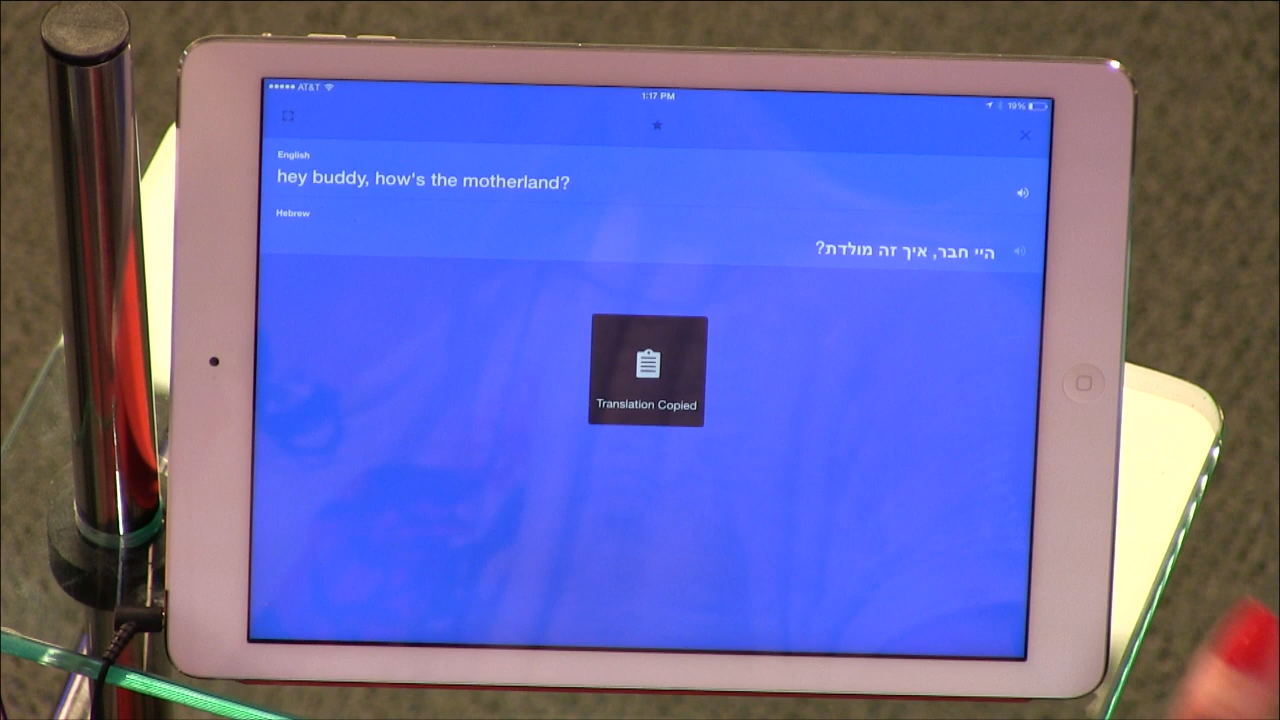 AT&T
1:17 PM
19%
English
hey buddy, how's the motherland?
Hebrew
היי חבר, איך זה מולדת?
Translation Copied